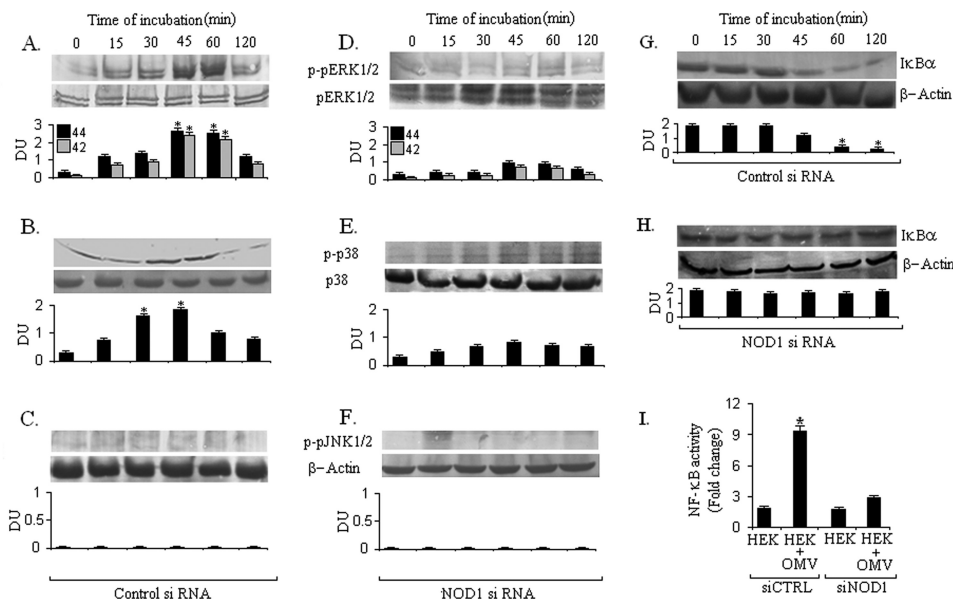 Time of incubation(min)
A.
0 15 30 45 60 120
3
2
1
0
DU
44
42
* * * *
B.
2
1
0
DU
* *
C.
1
0.5
0
DU
Control si RNA
Time of incubation (min)
D.
0 15 30 45 60 120
p-pERK1/2
pERK1/2
3
2
1
0
DU
44
42
E.
p-p38
p38
2
1
0
DU
F.
p-pJNK1/2
β-Actin
1
0.5
0
DU
NOD1 si RNA
Time of incubation(min)
G.
0 15 30 45 60 120
IκBα
β-Actin
2
1
0
DU
* *
Control si RNA
H.
IκBα
β-Actin
2
1
0
DU
NOD1 si RNA
I.
12
9
6
3
0
NF-κB activity
(Fold change)
*
HEK HEK HEK HEK
+ +
OMV OMV
siCTRL siNOD1